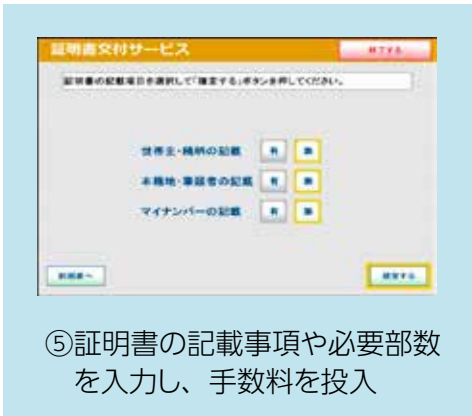 証明書交付サービス
終了する
証明書の記載項目を選択して「確定する」ボタンを押してください。
世帯主・続柄の記載 有 無
本籍地・筆頭者の記載 有 無
マイナンバーの記載 有 無
前画面へ 確定する
⑤証明書の記載事項や必要部数
を入力し、手数料を投入